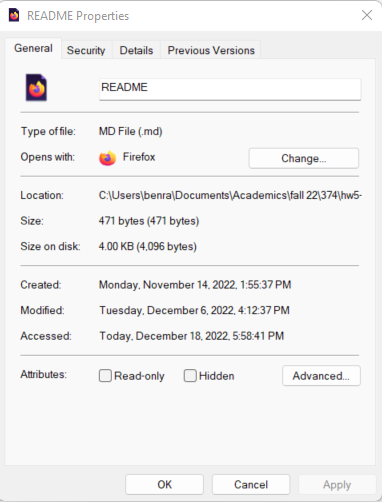 README Properties
General Security Details Previous Versions
README
Type of file: MD File (.md)
Opens with: Firefox Change...
Location: C:\Users\benra\Documents\Academics\fall 22\374\hw5-
Size: 471 bytes (471 bytes)
Size on disk: 4.00 KB (4,096 bytes)
Created: Monday, November 14, 2022, 1:55:37 PM
Modified: Tuesday, December 6, 2022, 4:12:37 PM
Accessed: Today, December 18, 2022, 5:58:41 PM
Attributes: Read-only Hidden Advanced...
OK Cancel Apply